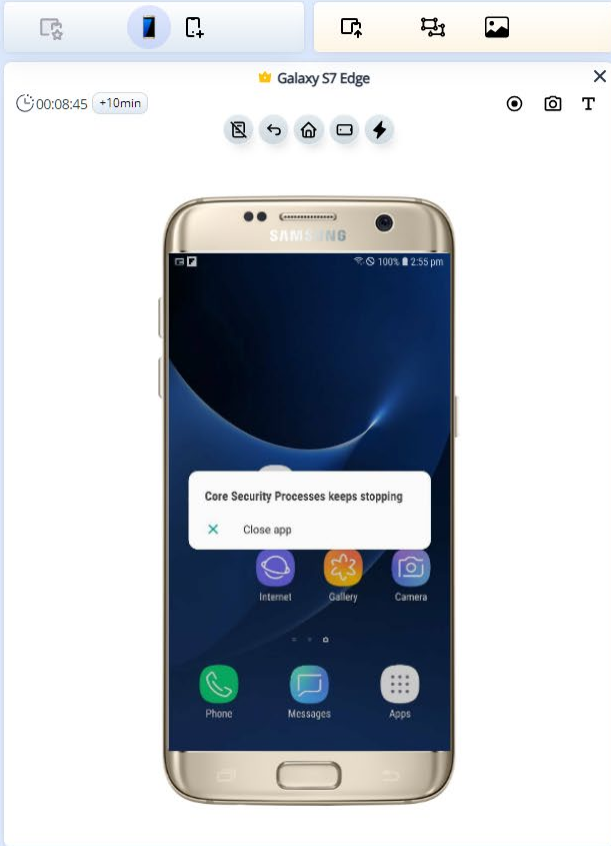 Galaxy S7 Edge
00:08:45 +10min
T
SAMSUNG
100% 2:55 pm
Core Security Processes keeps stopping
Close app
Internet Gallery Camera
Phone Messages Apps